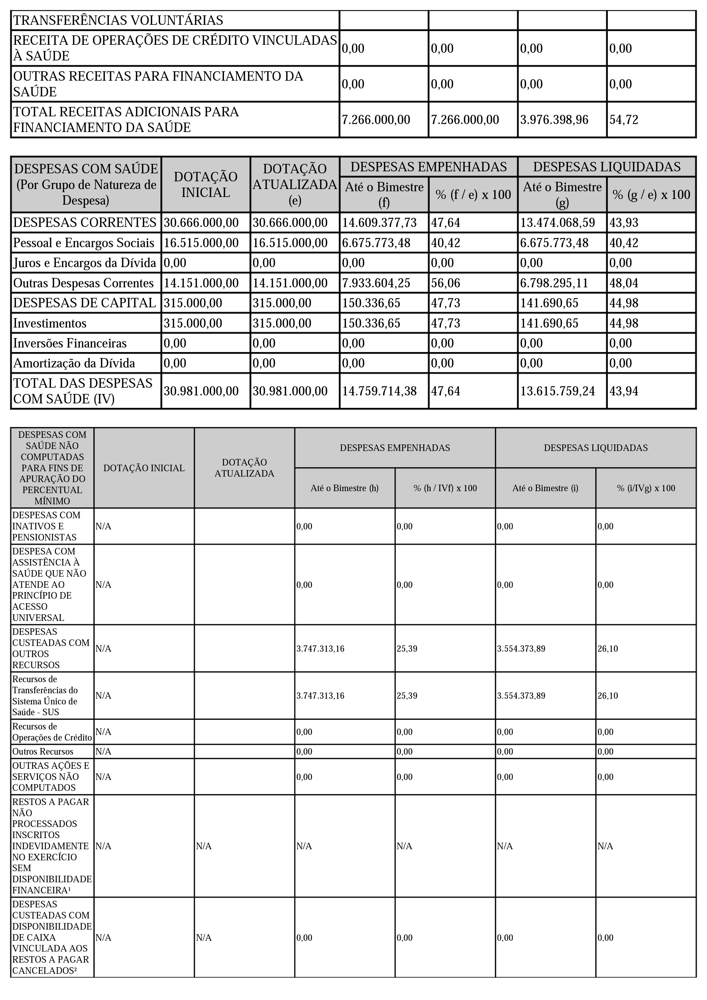 TRANSFERÊNCIAS VOLUNTÁRIAS
RECEITA DE OPERAÇÕES DE CRÉDITO VINCULADAS
À SAÚDE
0,00 0,00 0,00 0,00
OUTRAS RECEITAS PARA FINANCIAMENTO DA
SAÚDE
0,00 0,00 0,00 0,00
TOTAL RECEITAS ADICIONAIS PARA
FINANCIAMENTO DA SAÚDE
7.266.000,00 7.266.000,00 3.976.398,96 54,72
DESPESAS COM SAÚDE
(Por Grupo de Natureza de
Despesa)
DOTAÇÃO
INICIAL
DOTAÇÃO
ATUALIZADA
(e)
DESPESAS EMPENHADAS
DESPESAS LIQUIDADAS
Até o Bimestre
(f)
% (f / e) x 100
Até o Bimestre
(g)
% (g / e) x 100
DESPESAS CORRENTES 30.666.000,00 30.666.000,00 14.609.377,73 47,64 13.474.068,59 43,93
Pessoal e Encargos Sociais 16.515.000,00 16.515.000,00 6.675.773,48 40,42 6.675.773,48 40,42
Juros e Encargos da Dívida 0,00 0,00 0,00 0,00 0,00 0,00
Outras Despesas Correntes 14.151.000,00 14.151.000,00 7.933.604,25 56,06 6.798.295,11 48,04
DESPESAS DE CAPITAL 315.000,00 315.000,00 150.336,65 47,73 141.690,65 44,98
Investimentos 315.000,00 315.000,00 150.336,65 47,73 141.690,65 44,98
Inversões Financeiras 0,00 0,00 0,00 0,00 0,00 0,00
Amortização da Dívida 0,00 0,00 0,00 0,00 0,00 0,00
TOTAL DAS DESPESAS
COM SAÚDE (IV)
30.981.000,00 30.981.000,00 14.759.714,38 47,64 13.615.759,24 43,94
DESPESAS COM
SAÚDE NÃO
COMPUTADAS
PARA FINS DE
APURAÇÃO DO
PERCENTUAL
MÍNIMO
DOTAÇÃO INICIAL
DOTAÇÃO
ATUALIZADA
DESPESAS EMPENHADAS
DESPESAS LIQUIDADAS
Até o Bimestre (h)
% (h / IVf) x 100
Até o Bimestre (i)
% (i/IVg) x 100
DESPESAS COM
INATIVOS E
PENSIONISTAS
N/A 0,00 0,00 0,00 0,00
DESPESA COM
ASSISTÊNCIA À
SAÚDE QUE NÃO
ATENDE AO
PRINCÍPIO DE
ACESSO
UNIVERSAL
N/A 0,00 0,00 0,00 0,00
DESPESAS
CUSTEADAS COM
OUTROS
RECURSOS
N/A 3.747.313,16 25,39 3.554.373,89 26,10
Recursos de
Transferências do
Sistema Único de
Saúde - SUS
N/A 3.747.313,16 25,39 3.554.373,89 26,10
Recursos de
Operações de Crédito
N/A 0,00 0,00 0,00 0,00
Outros Recursos N/A 0,00 0,00 0,00 0,00
OUTRAS AÇÕES E
SERVIÇOS NÃO
COMPUTADOS
N/A 0,00 0,00 0,00 0,00
RESTOS A PAGAR
NÃO
PROCESSADOS
INSCRITOS
INDEVIDAMENTE
NO EXERCÍCIO
SEM
DISPONIBILIDADE
FINANCEIRA¹
N/A N/A N/A N/A N/A N/A
DESPESAS
CUSTEADAS COM
DISPONIBILIDADE
DE CAIXA
VINCULADA AOS
RESTOS A PAGAR
CANCELADOS²
N/A N/A 0,00 0,00 0,00 0,00